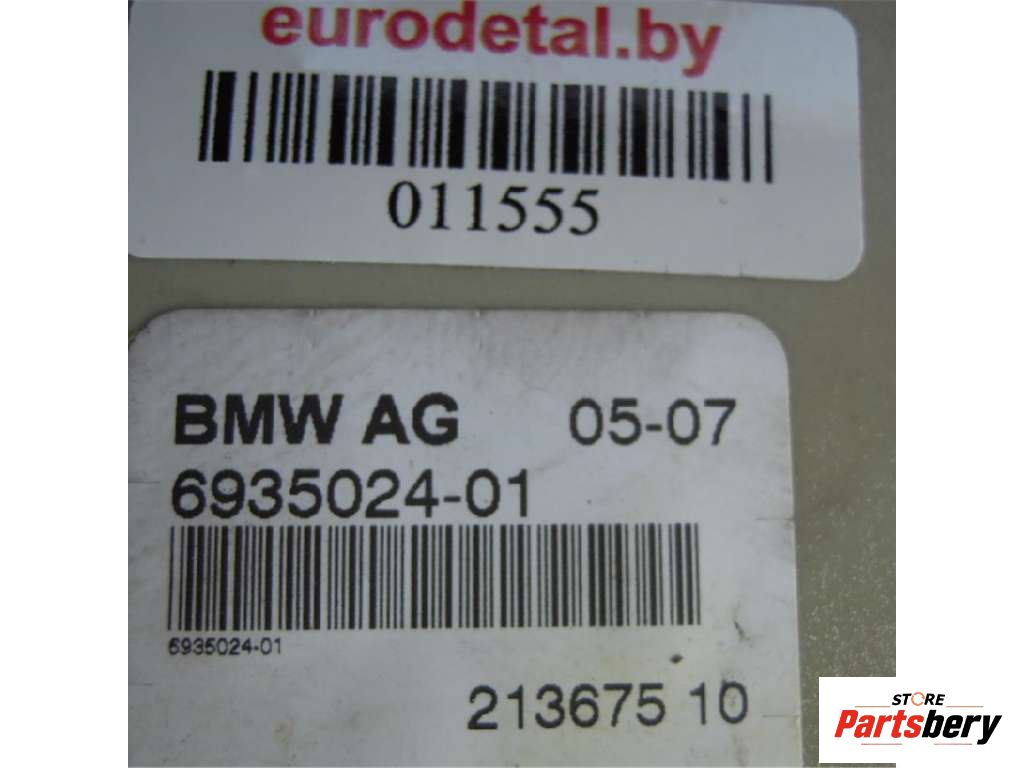 eurodetal.by
011555
BMW AG 05-07
6935024-01
6935024-01
213675 10
STORE
Partsbery